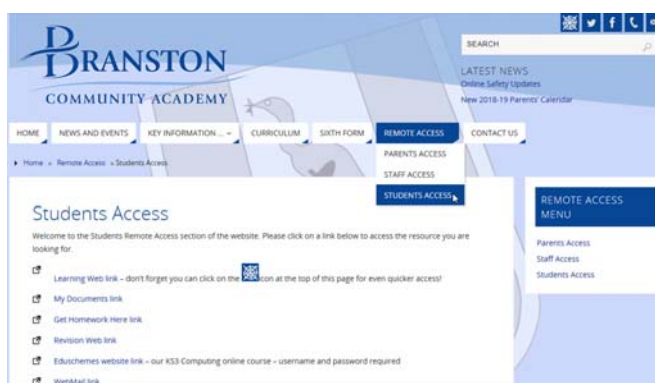 BRANSTON
COMMUNITY ACADEMY
SEARCH
LATEST NEWS
Online Safety Updates
New 2018-19 Parents' Calendar
HOME NEWS AND EVENTS KEY INFORMATION ... CURRICULUM SIXTH FORM REMOTE ACCESS CONTACT US
PARENTS ACCESS
STAFF ACCESS
STUDENTS ACCESS
Home » Remote Access » Students Access
Students Access
Welcome to the Students Remote Access section of the website. Please click on a link below to access the resource you are
looking for.
Learning Web link – don't forget you can click on the icon at the top of this page for even quicker access!
My Documents link
Get Homework Here link
Revision Web link
Eduschemes website link – our KS3 Computing online course – username and password required
WebMail link
REMOTE ACCESS
MENU
Parents Access
Staff Access
Students Access